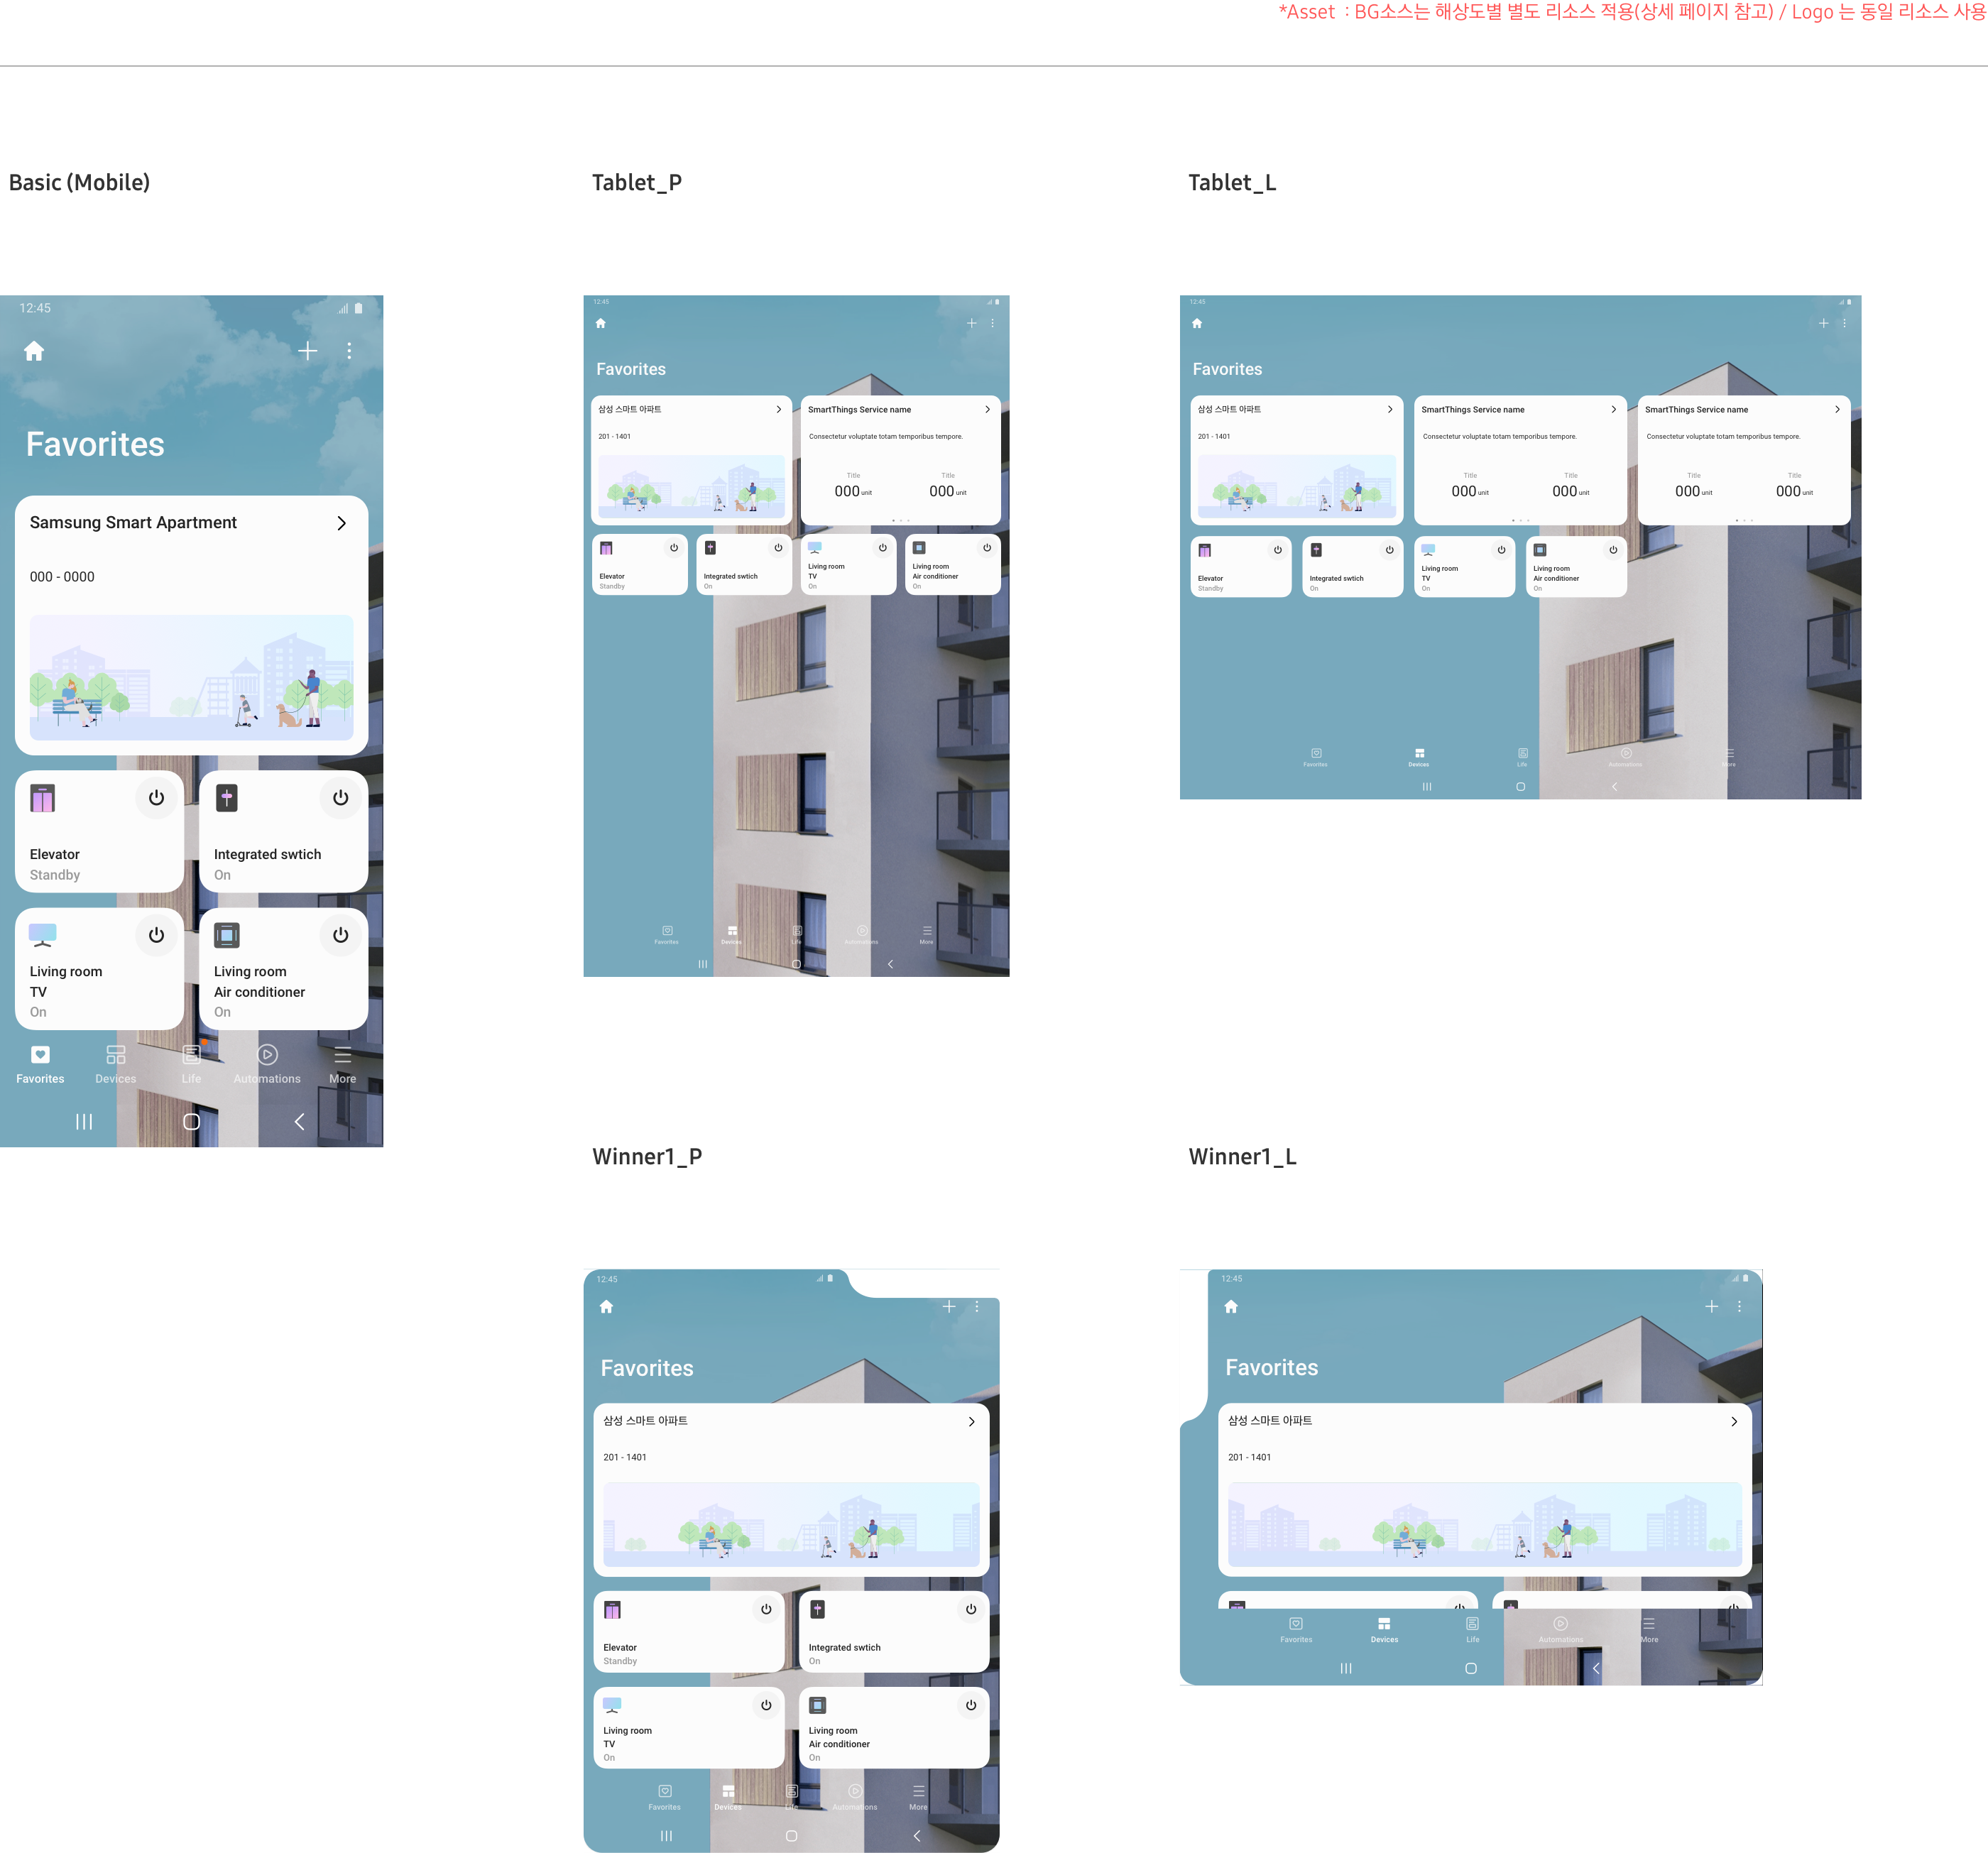 *Asset : BG소스는 해상도별 별도 리소스 적용(상세 페이지 참고) / Logo 는 동일 리소스 사용
Basic (Mobile)
12:45
Favorites
Samsung Smart Apartment
000 - 0000
Elevator
Standby
Integrated swtich
On
Living room
TV
On
Living room
Air conditioner
On
Favorites
Devices
Life
Automations
More
Tablet_P
12:45
Favorites
삼성 스마트 아파트
201 - 1401
SmartThings Service name
Consectetur voluptate totam temporibus tempore.
Title
000 unit
Title
000 unit
Elevator
Standby
Integrated swtich
On
Living room
TV
On
Living room
Air conditioner
On
Favorites
Devices
Life
Automations
More
Tablet_L
12:45
Favorites
삼성 스마트 아파트
201 - 1401
SmartThings Service name
Consectetur voluptate totam temporibus tempore.
Title
000 unit
Title
000 unit
SmartThings Service name
Consectetur voluptate totam temporibus tempore.
Title
000 unit
Title
000 unit
Elevator
Standby
Integrated swtich
On
Living room
TV
On
Living room
Air conditioner
On
Favorites
Devices
Life
Automations
More
Winner1_P
12:45
Favorites
삼성 스마트 아파트
201 - 1401
Elevator
Standby
Integrated swtich
On
Living room
TV
On
Living room
Air conditioner
On
Favorites
Devices
Life
Automations
More
Winner1_L
12:45
Favorites
삼성 스마트 아파트
201 - 1401
Favorites
Devices
Life
Automations
More